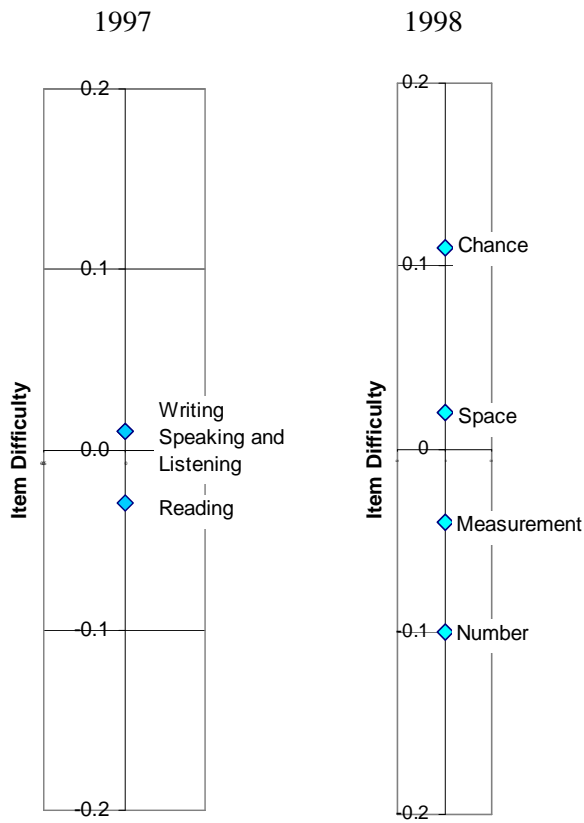 1997
0.2
0.1
Item Difficulty
Writing
Speaking and
Listening
0.0
Reading
-0.1
-0.2
1998
0.2
Chance
0.1
Item Difficulty
Space
0
Measurement
-0.1
Number
-0.2